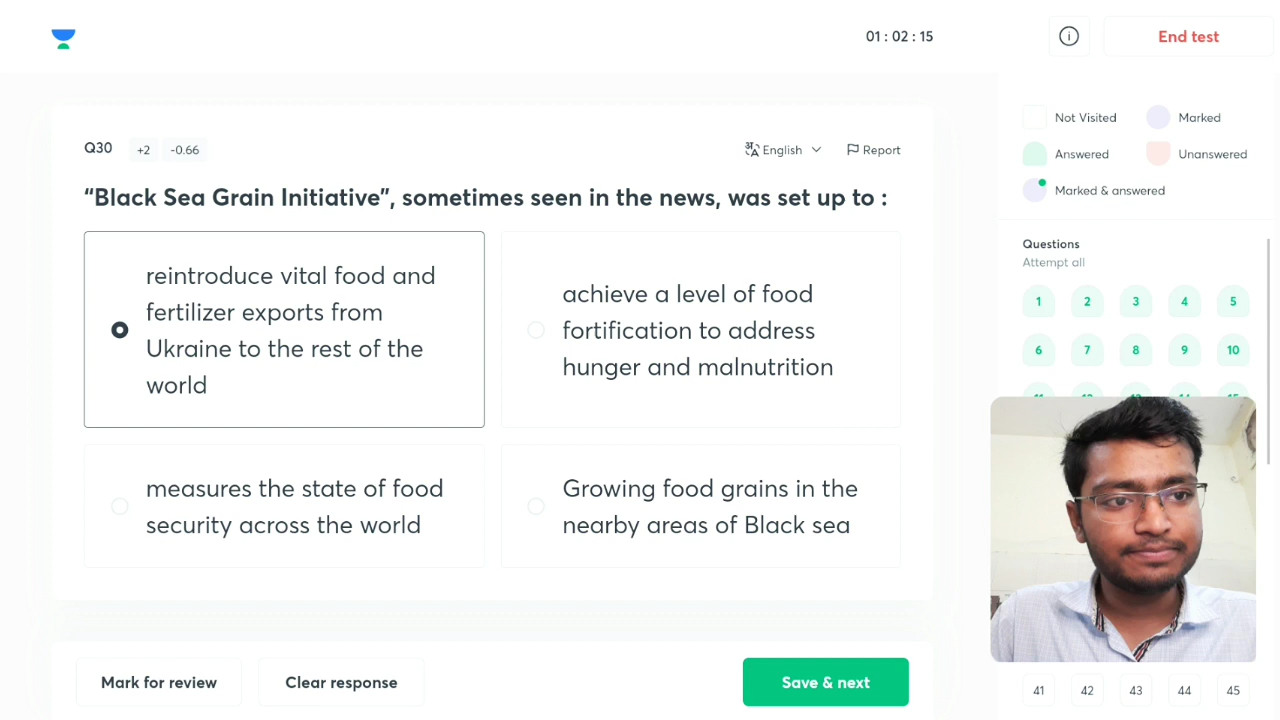 01 : 02 : 15
End test
Q30
+2
-0.66
English
Report
“Black Sea Grain Initiative”, sometimes seen in the news, was set up to :
reintroduce vital food and
fertilizer exports from
Ukraine to the rest of the
world
achieve a level of food
fortification to address
hunger and malnutrition
measures the state of food
security across the world
Growing food grains in the
nearby areas of Black sea
Mark for review
Clear response
Save & next
Not Visited
Marked
Answered
Unanswered
Marked & answered
Questions
Attempt all
1 2 3 4 5
6 7 8 9 10
41 42 43 44 45